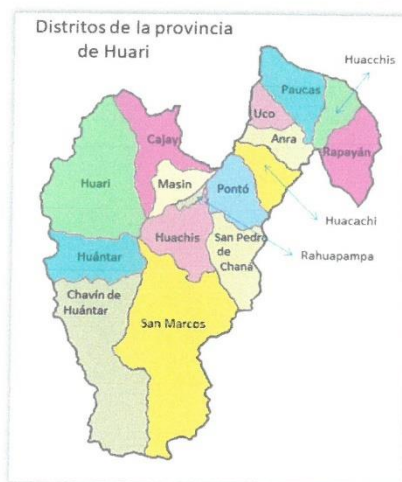 Distritos de la provincia
de Huari
Huacchis
Paucas
Uco
Anra
Rapayán
Cajay
Masin
Huari
Pontó
Huacachi
Huachis
San Pedro
de
Chaná
Rahuapampa
Huántar
Chavín de
Huántar
San Marcos